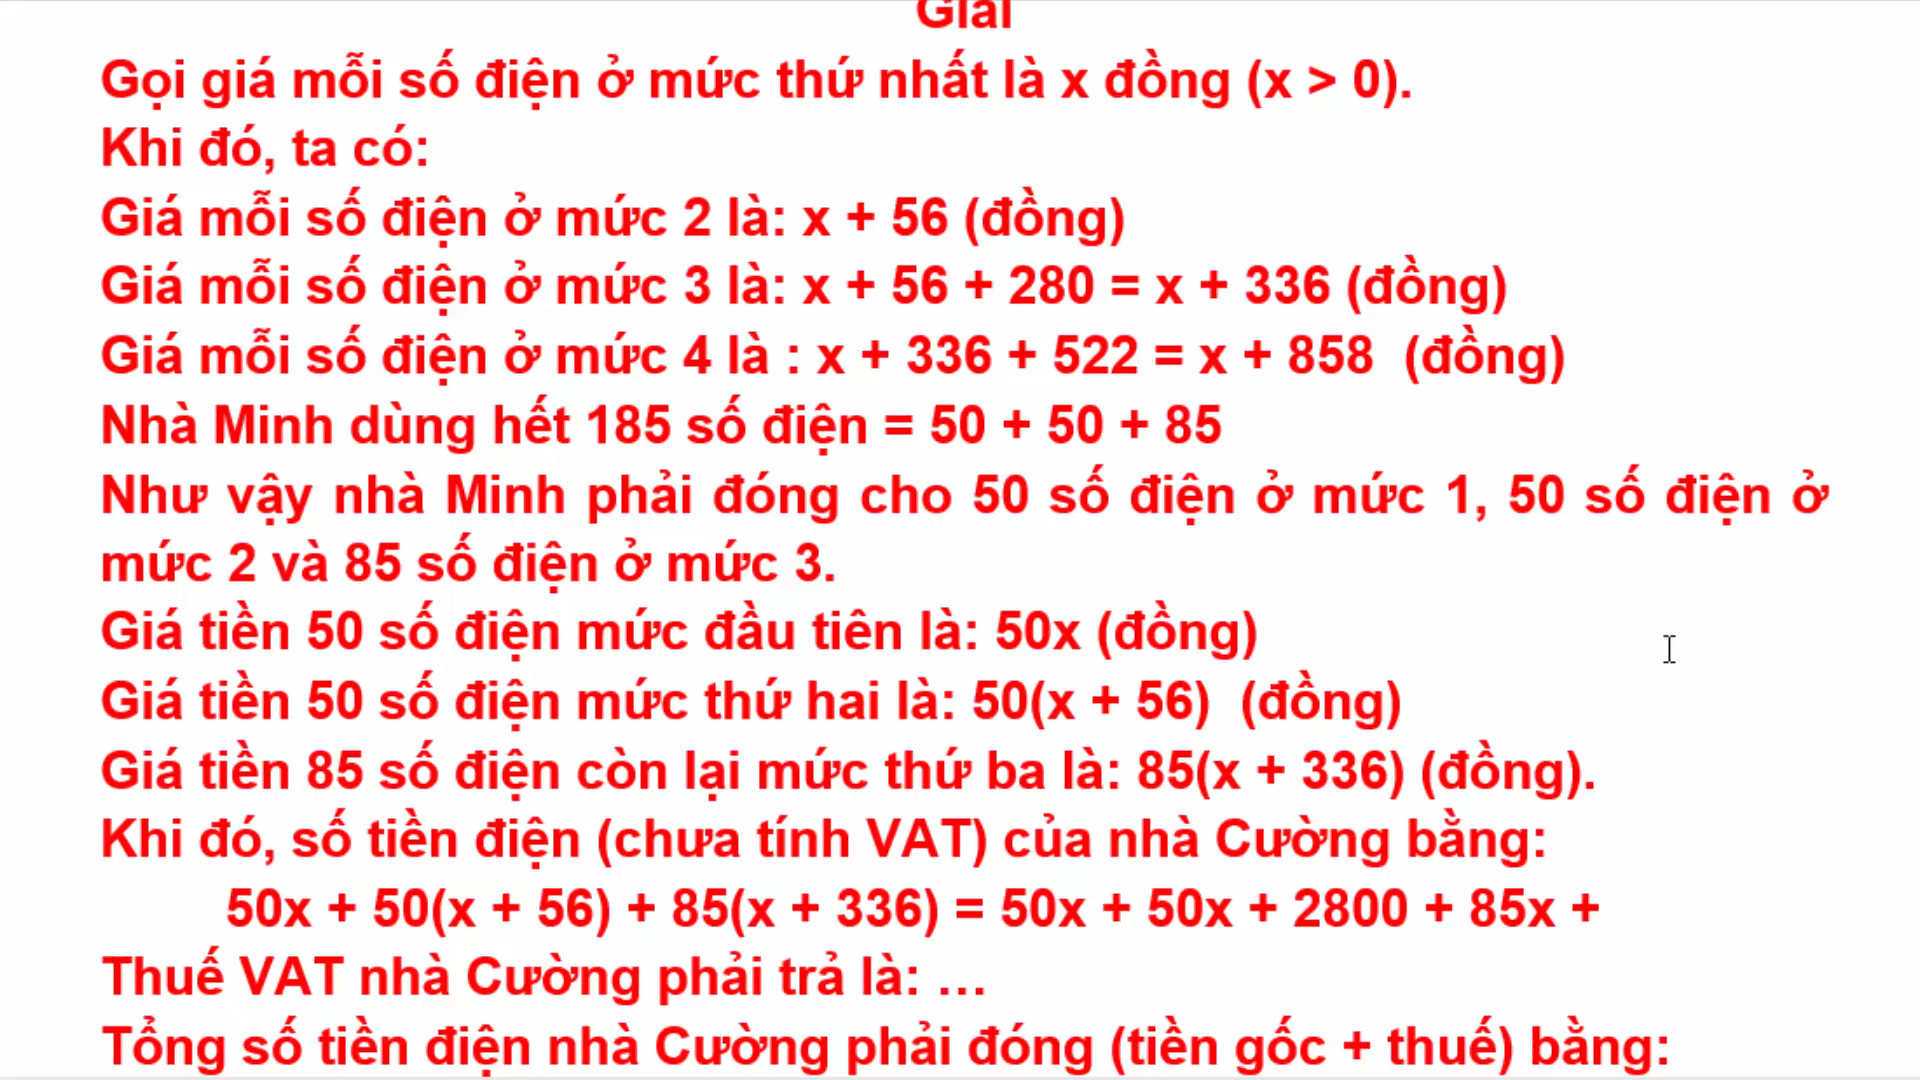 Giải
Gọi giá mỗi số điện ở mức thứ nhất là x đồng (x > 0).
Khi đó, ta có:
Giá mỗi số điện ở mức 2 là: x + 56 (đồng)
Giá mỗi số điện ở mức 3 là: x + 56 + 280 = x + 336 (đồng)
Giá mỗi số điện ở mức 4 là : x + 336 + 522 = x + 858 (đồng)
Nhà Minh dùng hết 185 số điện = 50 + 50 + 85
Như vậy nhà Minh phải đóng cho 50 số điện ở mức 1, 50 số điện ở
mức 2 và 85 số điện ở mức 3.
Giá tiền 50 số điện mức đầu tiên là: 50x (đồng)
Giá tiền 50 số điện mức thứ hai là: 50(x + 56) (đồng)
Giá tiền 85 số điện còn lại mức thứ ba là: 85(x + 336) (đồng).
Khi đó, số tiền điện (chưa tính VAT) của nhà Cường bằng:
50x + 50(x + 56) + 85(x + 336) = 50x + 50x + 2800 + 85x +
Thuế VAT nhà Cường phải trả là: …
Tổng số tiền điện nhà Cường phải đóng (tiền gốc + thuế) bằng: